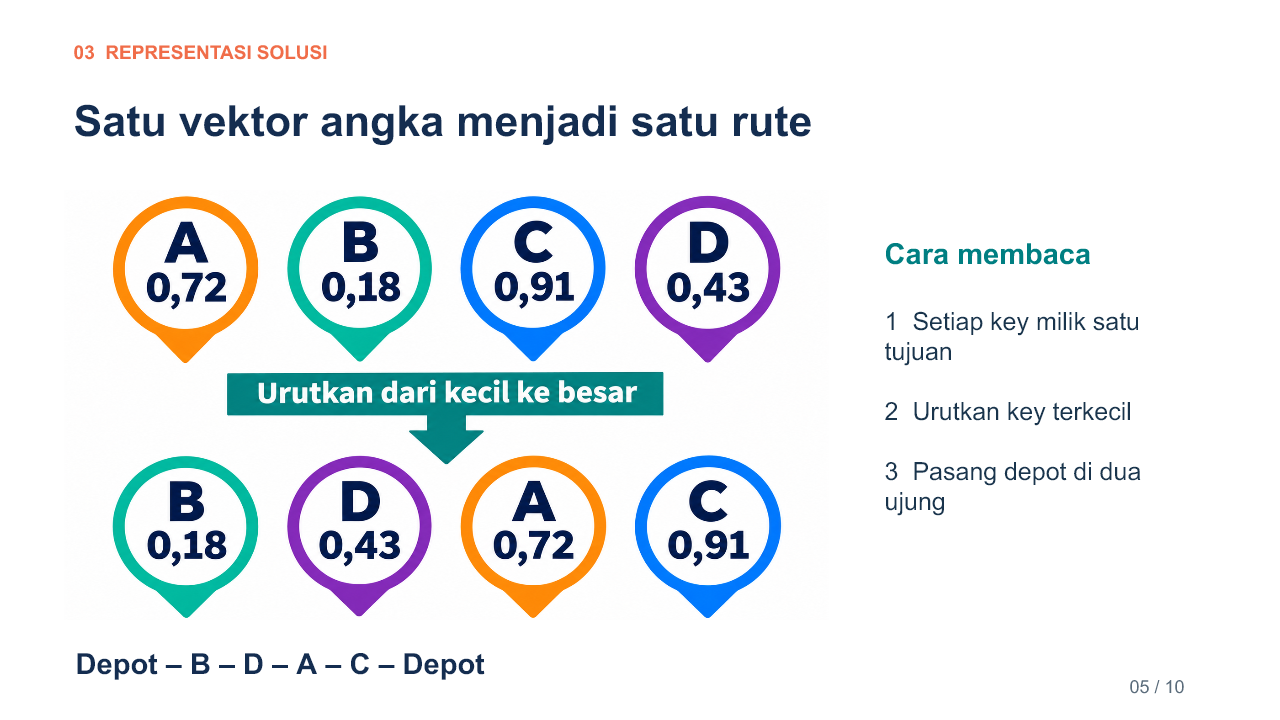 03 REPRESENTASI SOLUSI
Satu vektor angka menjadi satu rute
A
0,72
B
0,18
C
0,91
D
0,43
Urutkan dari kecil ke besar
B
0,18
D
0,43
A
0,72
C
0,91
Depot – B – D – A – C – Depot
Cara membaca
1 Setiap key milik satu
tujuan
2 Urutkan key terkecil
3 Pasang depot di dua
ujung
05 / 10